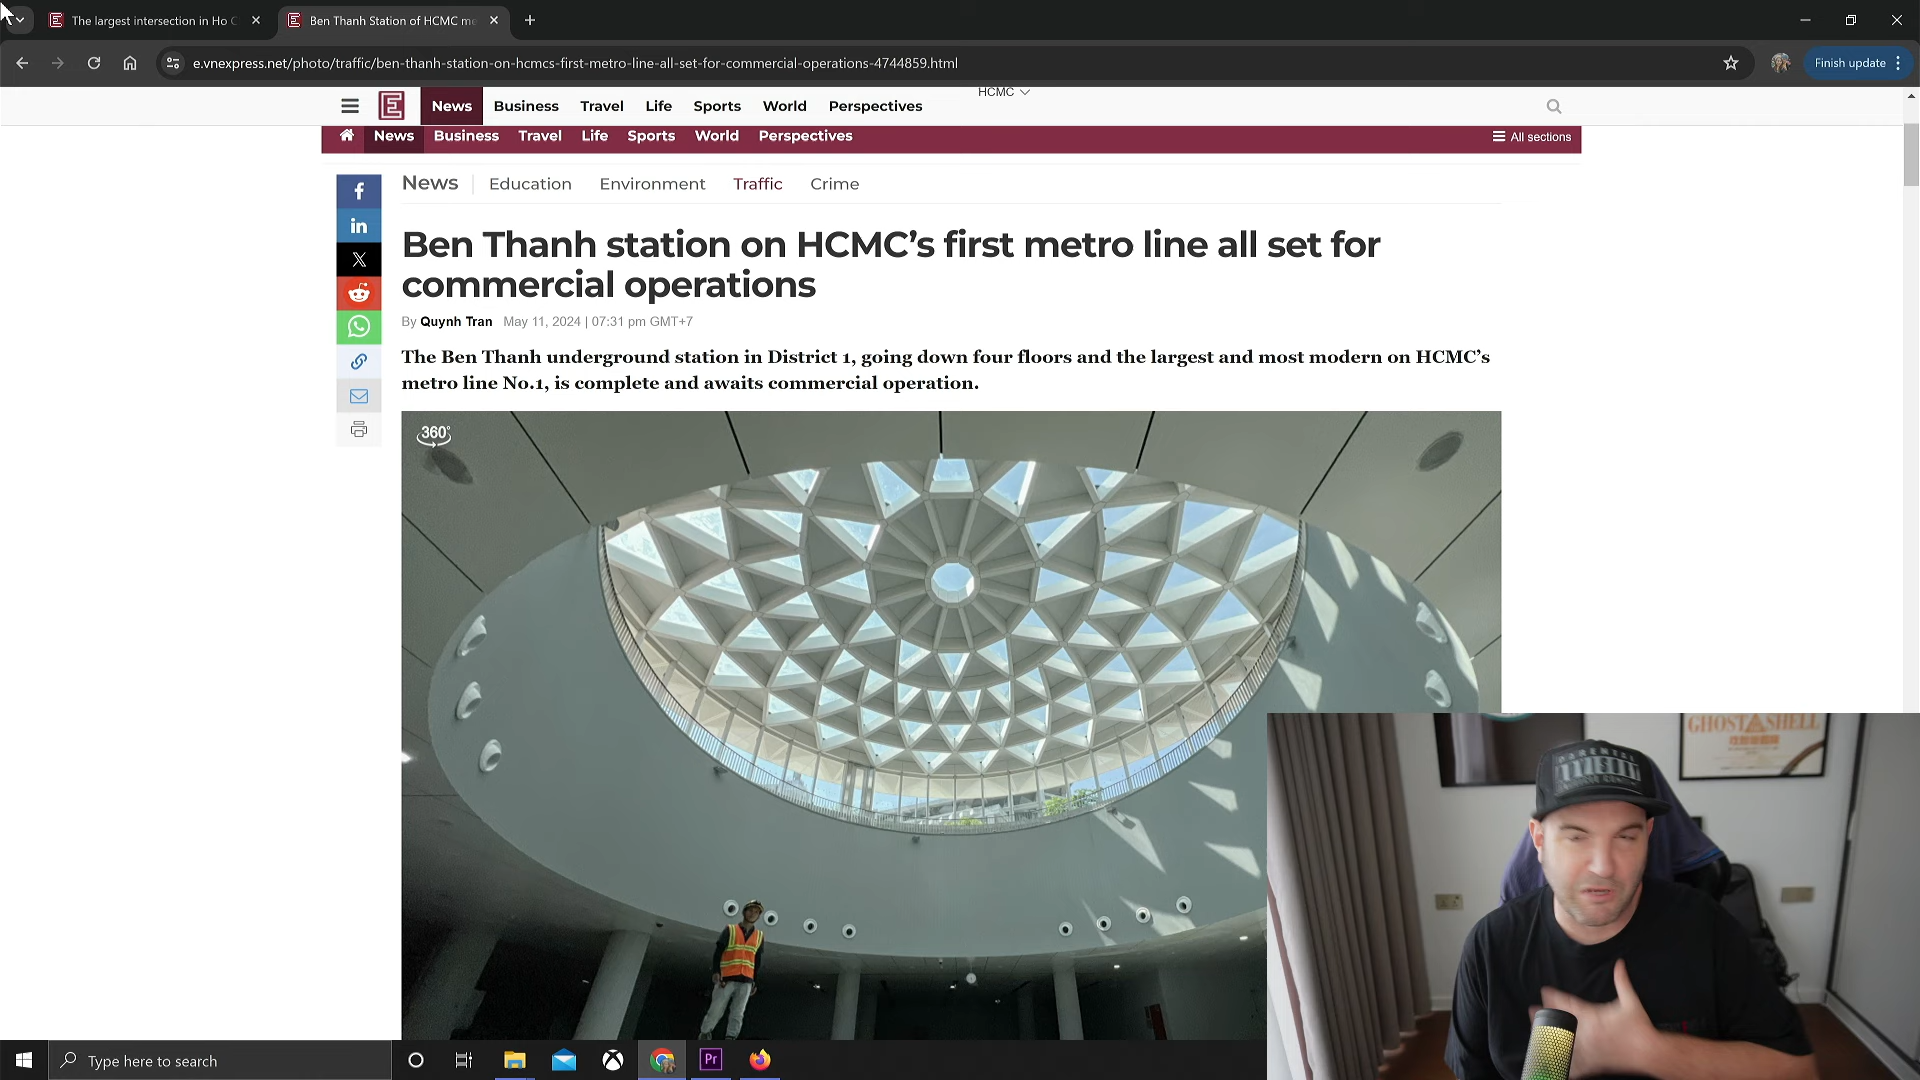 The largest intersection in Ho C
Ben Thanh Station of HCMC me
e.vnexpress.net/photo/traffic/ben-thanh-station-on-hcmcs-first-metro-line-all-set-for-commercial-operations-4744859.html
Finish update
HCMC
E News Business Travel Life Sports World Perspectives
News Business Travel Life Sports World Perspectives All sections
News Education Environment Traffic Crime
Ben Thanh station on HCMC's first metro line all set for
commercial operations
By Quynh Tran May 11, 2024 | 07:31 pm GMT+7
The Ben Thanh underground station in District 1, going down four floors and the largest and most modern on HCMC's
metro line No.1, is complete and awaits commercial operation.
360°
GHOST
SHELL
Type here to search
Pr